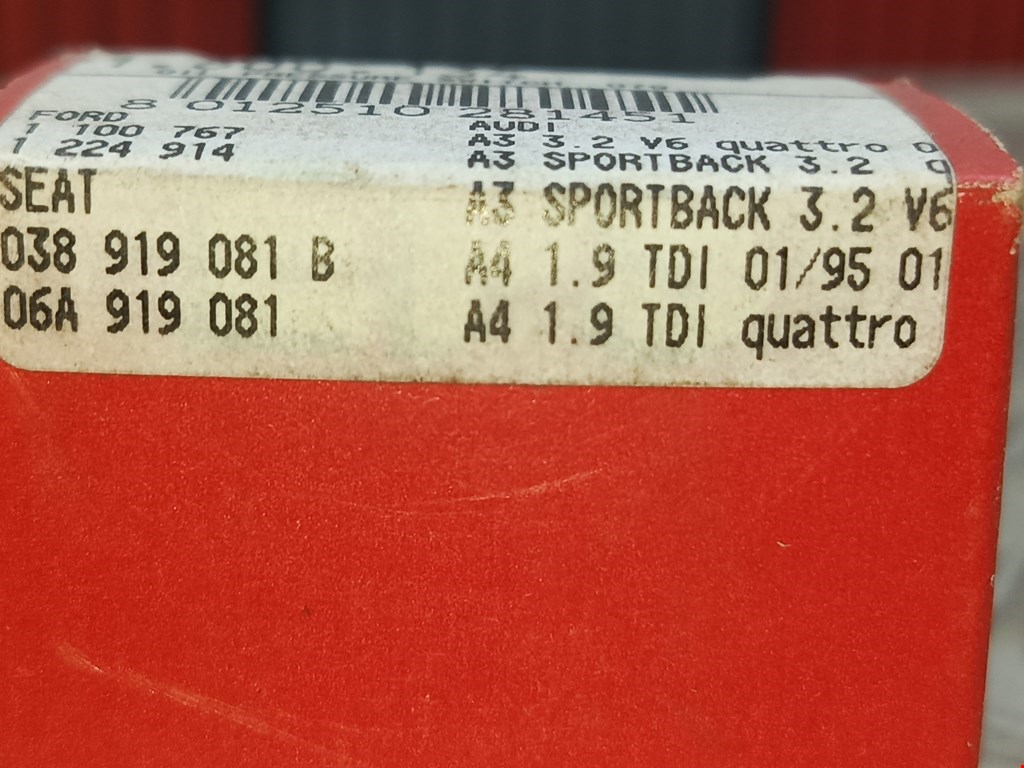 8 012510 281451
FORD
1 100 767
1 224 914
SEAT
038 919 081 B
06A 919 081
AUDI
A3 3.2 V6 quattro 0
A3 SPORTBACK 3.2 q
A3 SPORTBACK 3.2 V6
A4 1.9 TDI 01/95 01
A4 1.9 TDI quattro